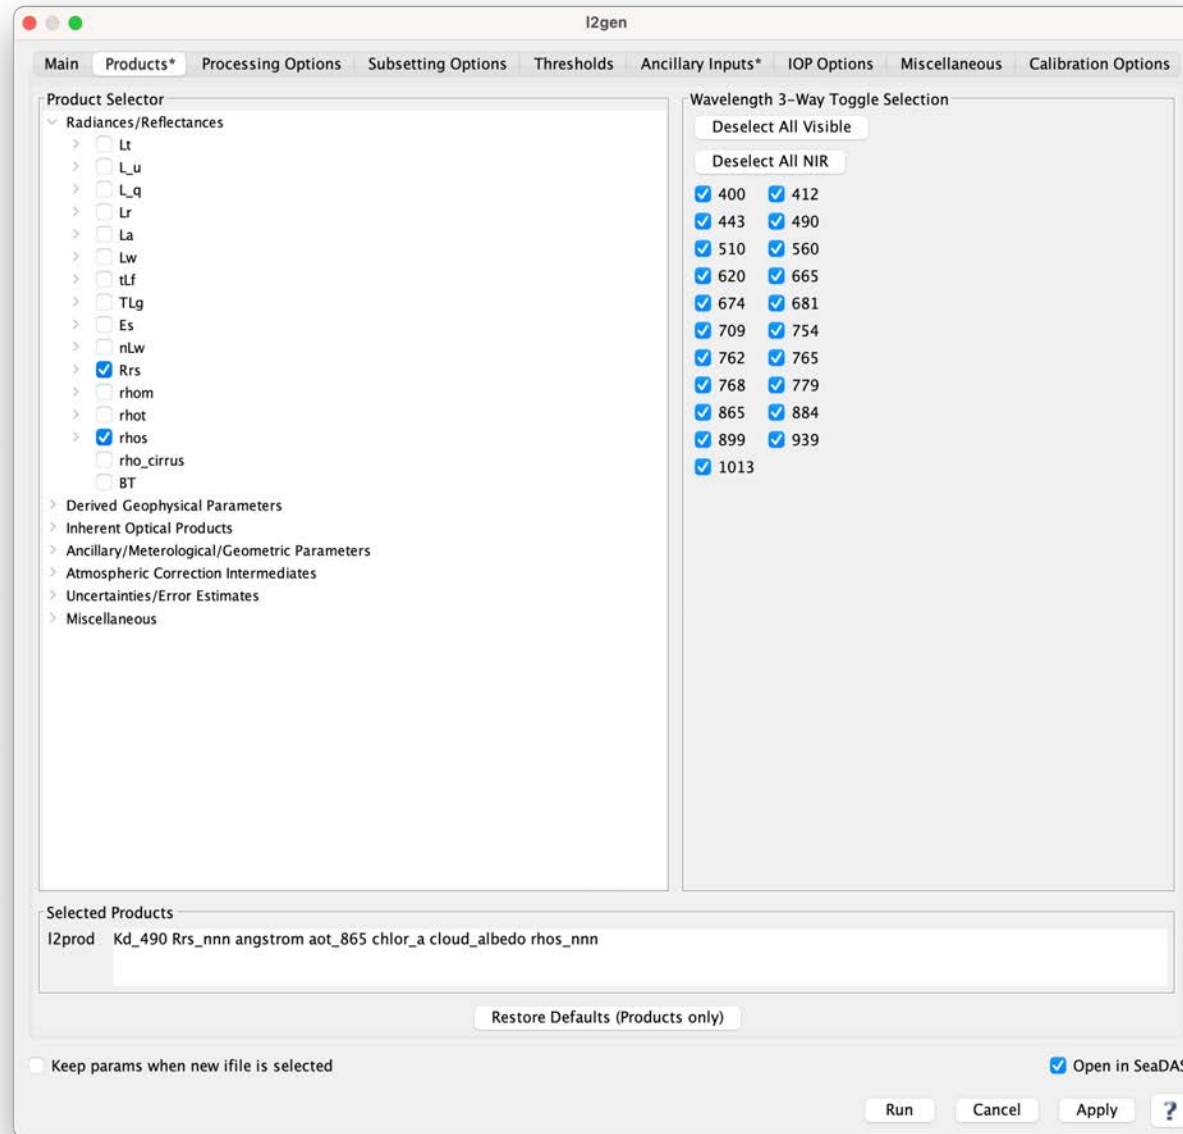 l2gen
Main Products* Processing Options Subsetting Options Thresholds Ancillary Inputs* IOP Options Miscellaneous Calibration Options
Product Selector
Radiances/Reflectances
Lt
L_u
L_q
Lr
La
Lw
tLf
TLg
Es
nLw
Rrs
rhom
rhot
rhos
rho_cirrus
BT
Derived Geophysical Parameters
Inherent Optical Products
Ancillary/Meterological/Geometric Parameters
Atmospheric Correction Intermediates
Uncertainties/Error Estimates
Miscellaneous
Wavelength 3-Way Toggle Selection
Deselect All Visible
Deselect All NIR
400 412
443 490
510 560
620 665
674 681
709 754
762 765
768 779
865 884
899 939
1013
Selected Products
l2prod Kd_490 Rrs_nnn angstrom aot_865 chlor_a cloud_albedo rhos_nnn
Restore Defaults (Products only)
Keep params when new ifile is selected Open in SeaDAS
Run Cancel Apply ?